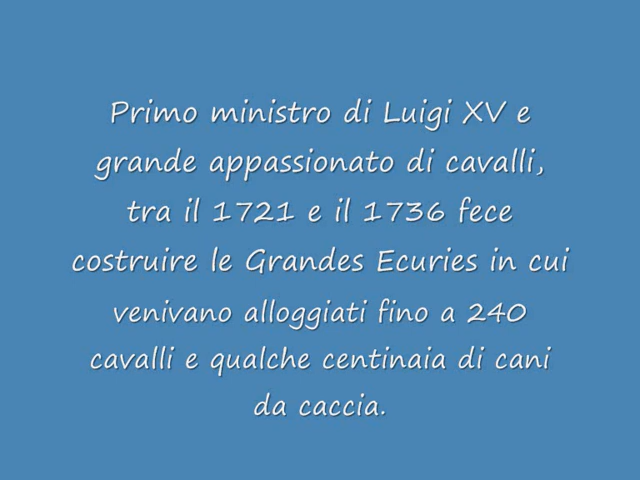 Primo ministro di Luigi XV e
grande appassionato di cavalli,
tra il 1721 e il 1736 fece
costruire le Grandes Ecuries in cui
venivano alloggiati fino a 240
cavalli e qualche centinaia di cani
da caccia.